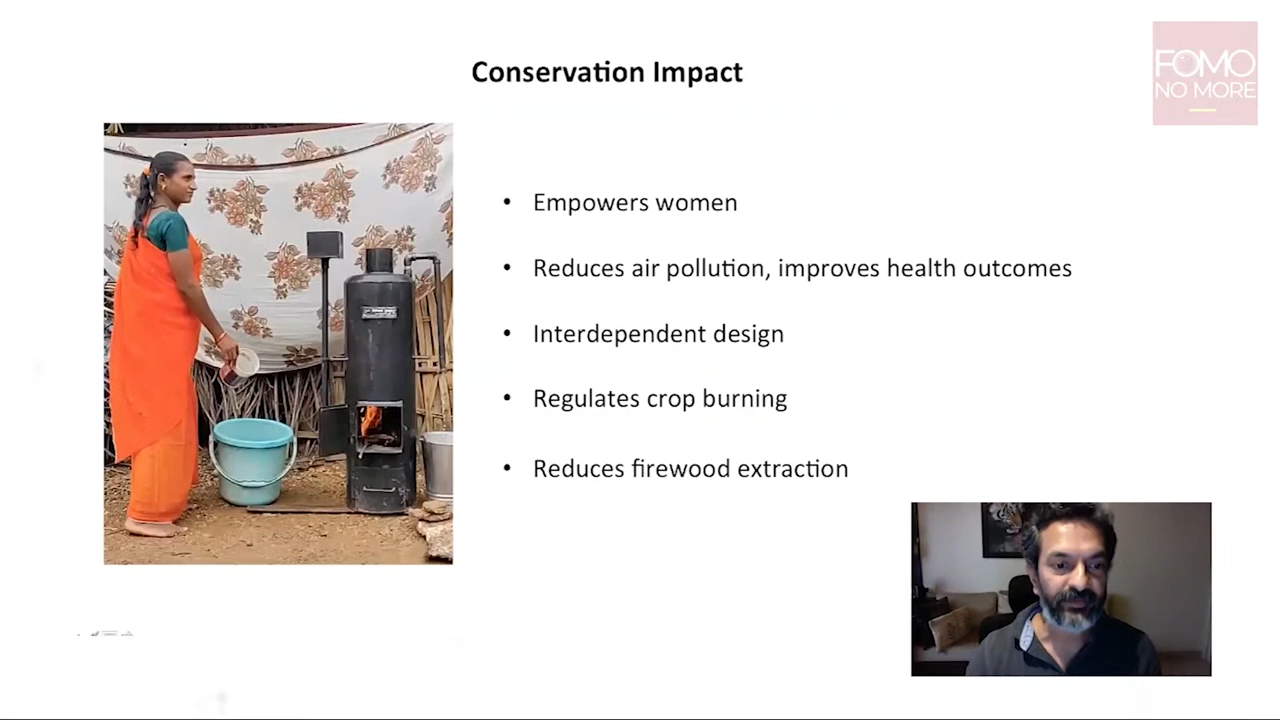 Conservation Impact
FOMO
NO MORE
• Empowers women
• Reduces air pollution, improves health outcomes
• Interdependent design
• Regulates crop burning
• Reduces firewood extraction